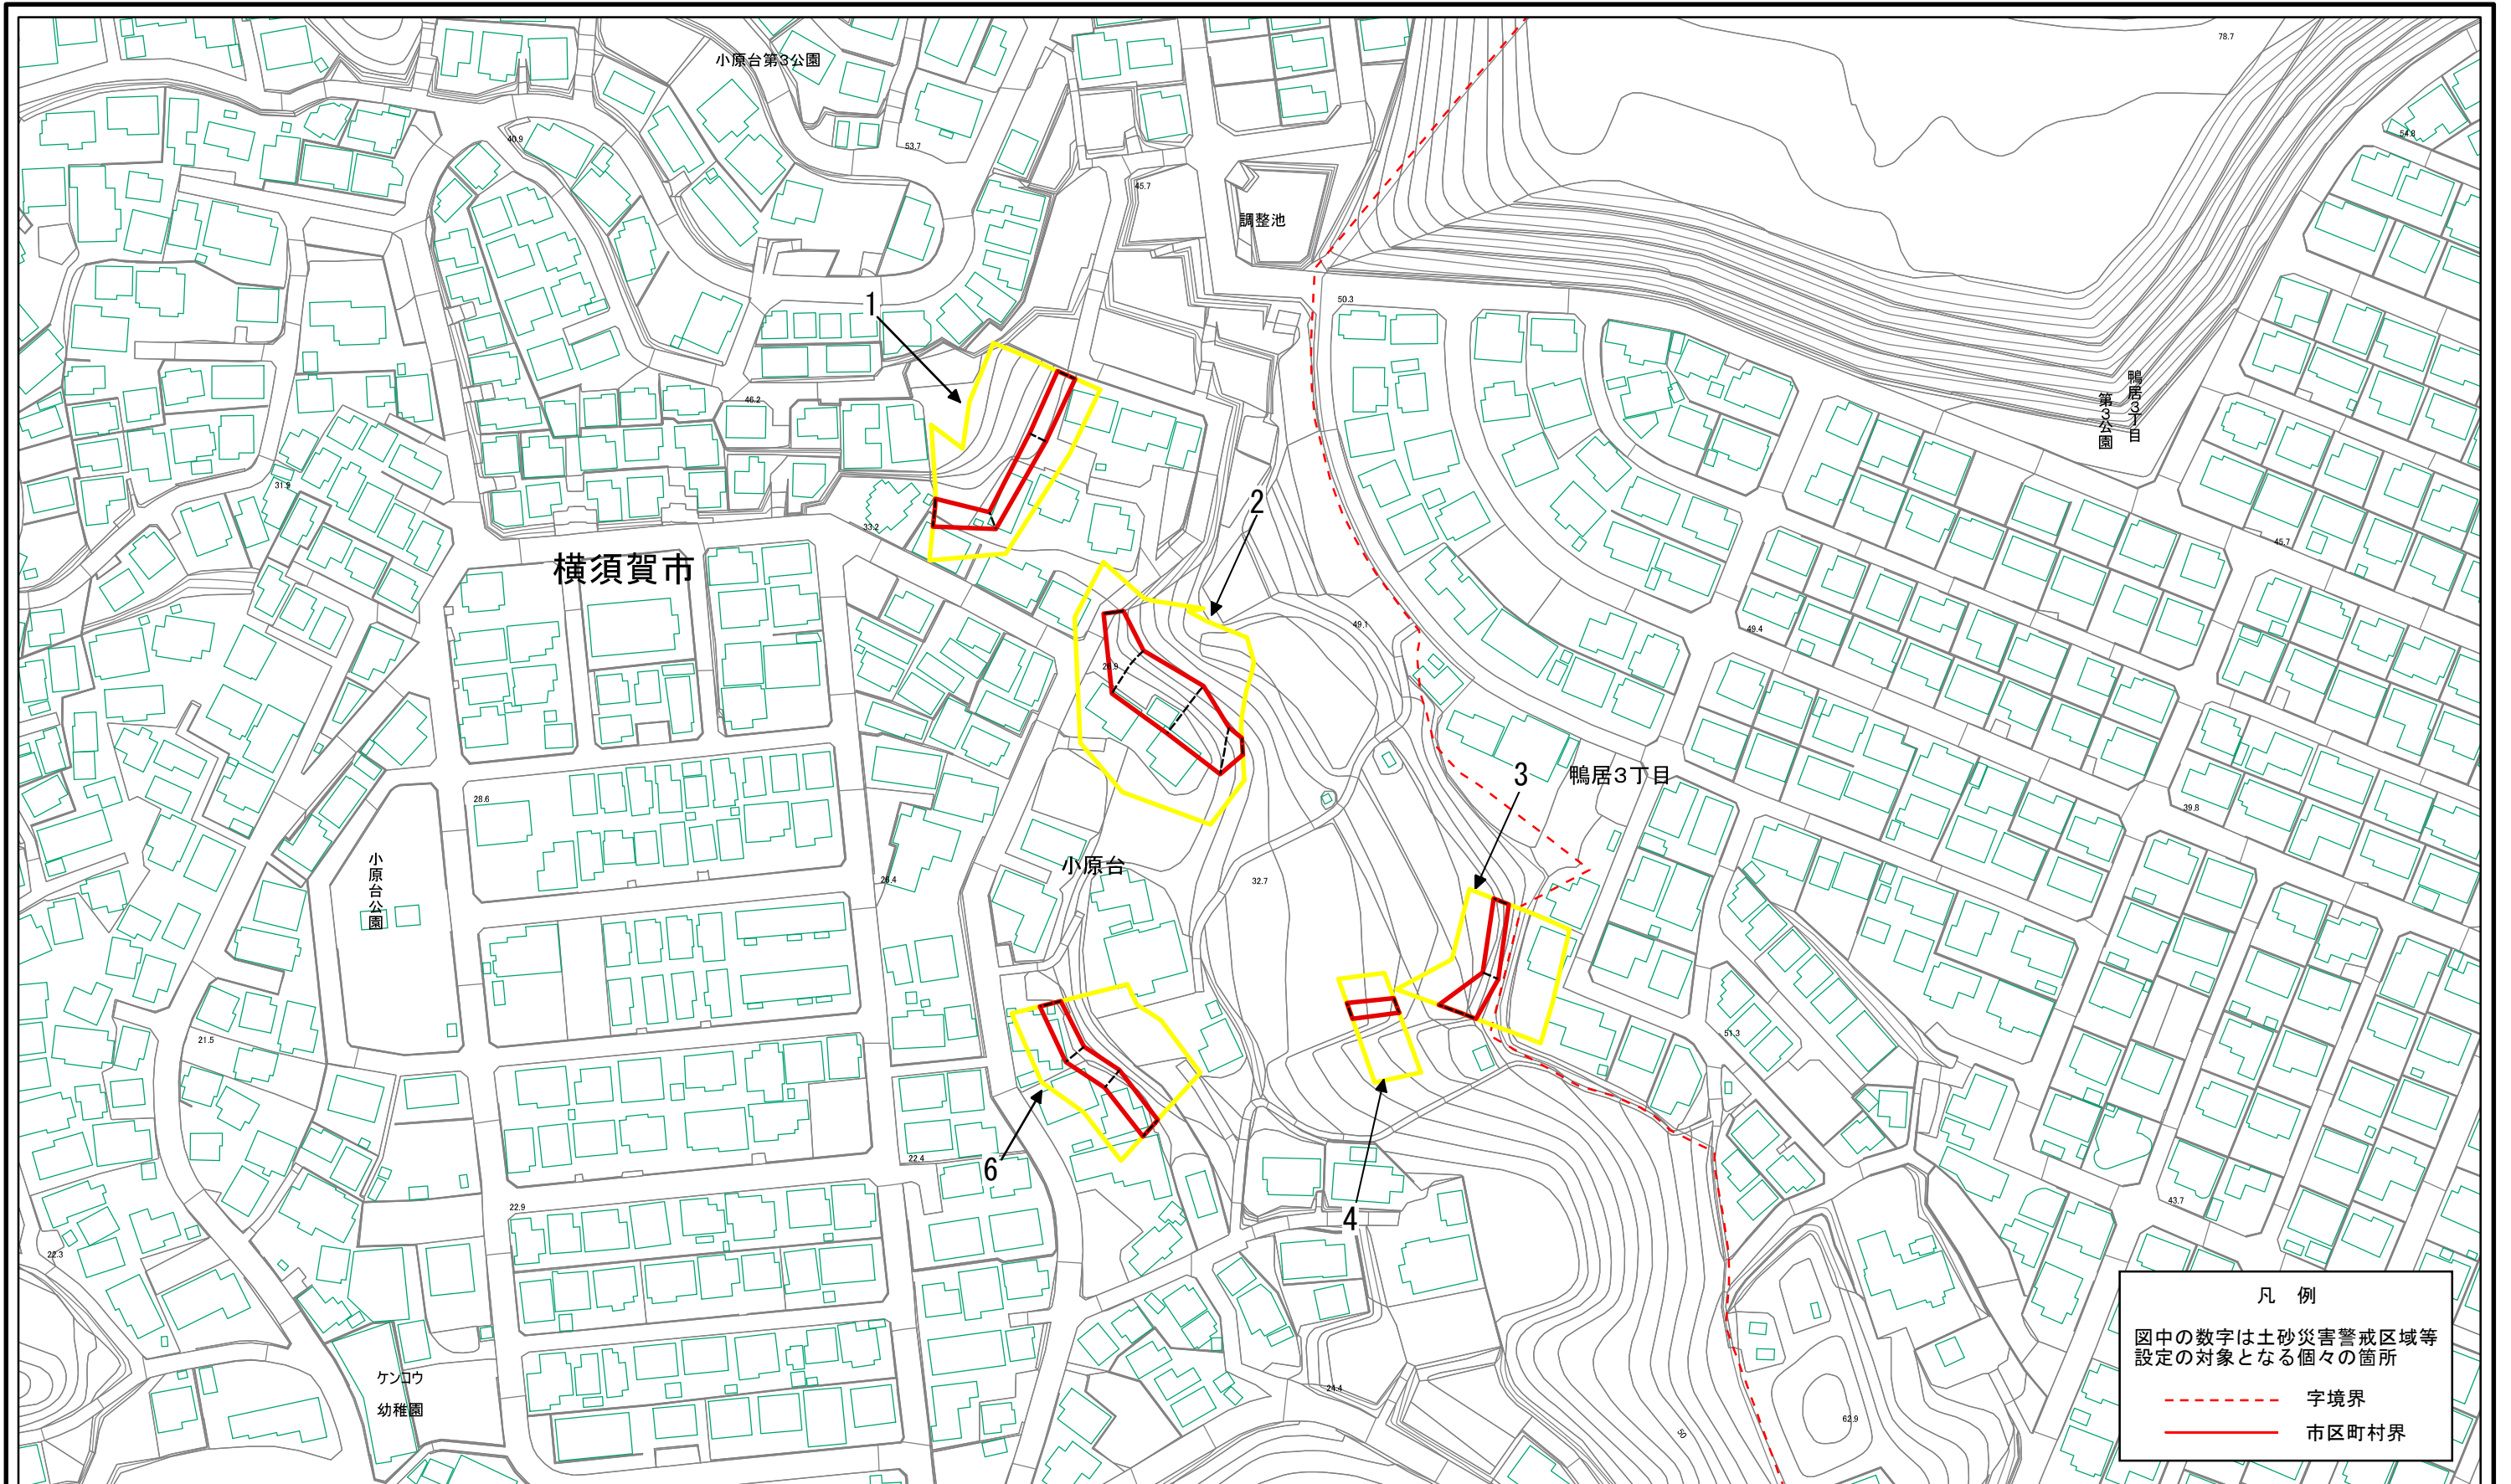 小原台第3公園
78.7
54.8
40.9
53.7
45.7
調整池
1
50.3
鴨居3丁目
第3公園
46.2
31.9
2
33.2
45.7
横須賀市
49.1
49.4
28.9
3
鴨居3丁目
28.6
39.8
小原台公園
小原台
26.4
32.7
21.5
51.3
22.4
6
4
22.9
43.7
22.3
凡 例
図中の数字は土砂災害警戒区域等
設定の対象となる個々の箇所
字境界
市区町村界
ケンコウ
幼稚園
24.4
62.9
50